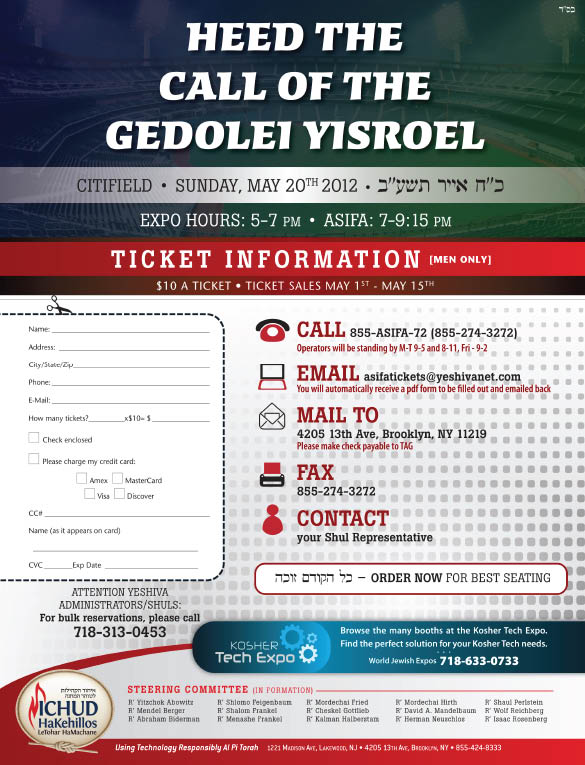 בס"ד
HEED THE
CALL OF THE
GEDOLEI YISROEL
CITIFIELD • SUNDAY, MAY 20TH 2012 • כ"ח אייר תשע"ב
EXPO HOURS: 5-7 PM • ASIFA: 7-9:15 PM
TICKET INFORMATION [MEN ONLY]
$10 A TICKET • TICKET SALES MAY 1ST - MAY 15TH
Name:
Address:
City/State/Zip
Phone:
E-Mail:
How many tickets?______x$10= $
Check enclosed
Please charge my credit card:
Amex MasterCard
Visa Discover
CC#
Name (as it appears on card)
CVC______Exp Date
CALL 855-ASIFA-72 (855-274-3272)
Operators will be standing by M-T 9-5 and 8-11, Fri - 9-2
EMAIL asifatickets@yeshivanet.com
You will automatically receive a pdf form to be filled out and emailed back
MAIL TO
4205 13th Ave, Brooklyn, NY 11219
Please make check payable to TAG
FAX
855-274-3272
CONTACT
your Shul Representative
כל הקודם זוכה – ORDER NOW FOR BEST SEATING
ATTENTION YESHIVA
ADMINISTRATORS/SHULS:
For bulk reservations, please call
718-313-0453
KOSHER
Tech Expo
Browse the many booths at the Kosher Tech Expo.
Find the perfect solution for your Kosher Tech needs.
World Jewish Expos 718-633-0733
איחוד הקהילות
לטוהר המחנה
ICHUD
HaKehillos
LeTohar HaMachane
STEERING COMMITTEE (IN FORMATION)
R' Yitzchok Abowitz R' Shlomo Feigenbaum R' Mordechai Fried R' Mordechai Hirth R' Shaul Perlstein
R' Mendel Berger R' Shalom Frankel R' Cheskel Gottlieb R' David A. Mandelbaum R' Wolf Reichberg
R' Abraham Biderman R' Menashe Frankel R' Kalman Halberstam R' Herman Neuschlos R' Isaac Rosenberg
Using Technology Responsibly Al Pi Torah 1221 MADISON AVE, LAKEWOOD, NJ • 4205 13TH AVE, BROOKLYN, NY • 855-424-8333